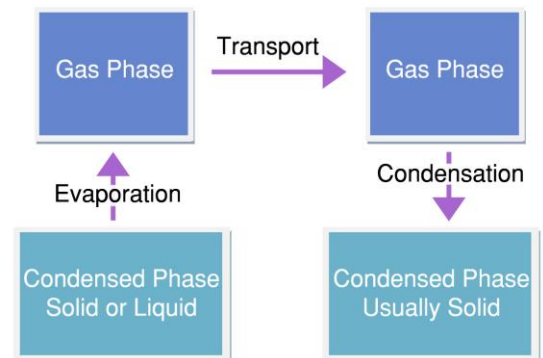 Transport
Gas Phase
Gas Phase
Evaporation
Condensation
Condensed Phase
Solid or Liquid
Condensed Phase
Usually Solid